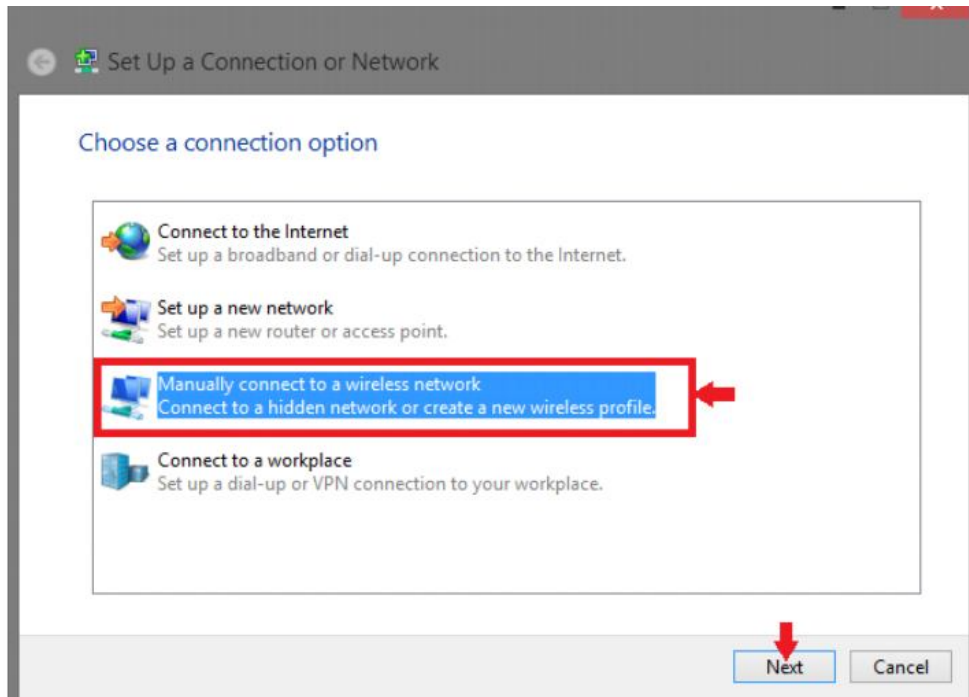 Set Up a Connection or Network
Choose a connection option
Connect to the Internet
Set up a broadband or dial-up connection to the Internet.
Set up a new network
Set up a new router or access point.
Manually connect to a wireless network
Connect to a hidden network or create a new wireless profile.
Connect to a workplace
Set up a dial-up or VPN connection to your workplace.
Next Cancel